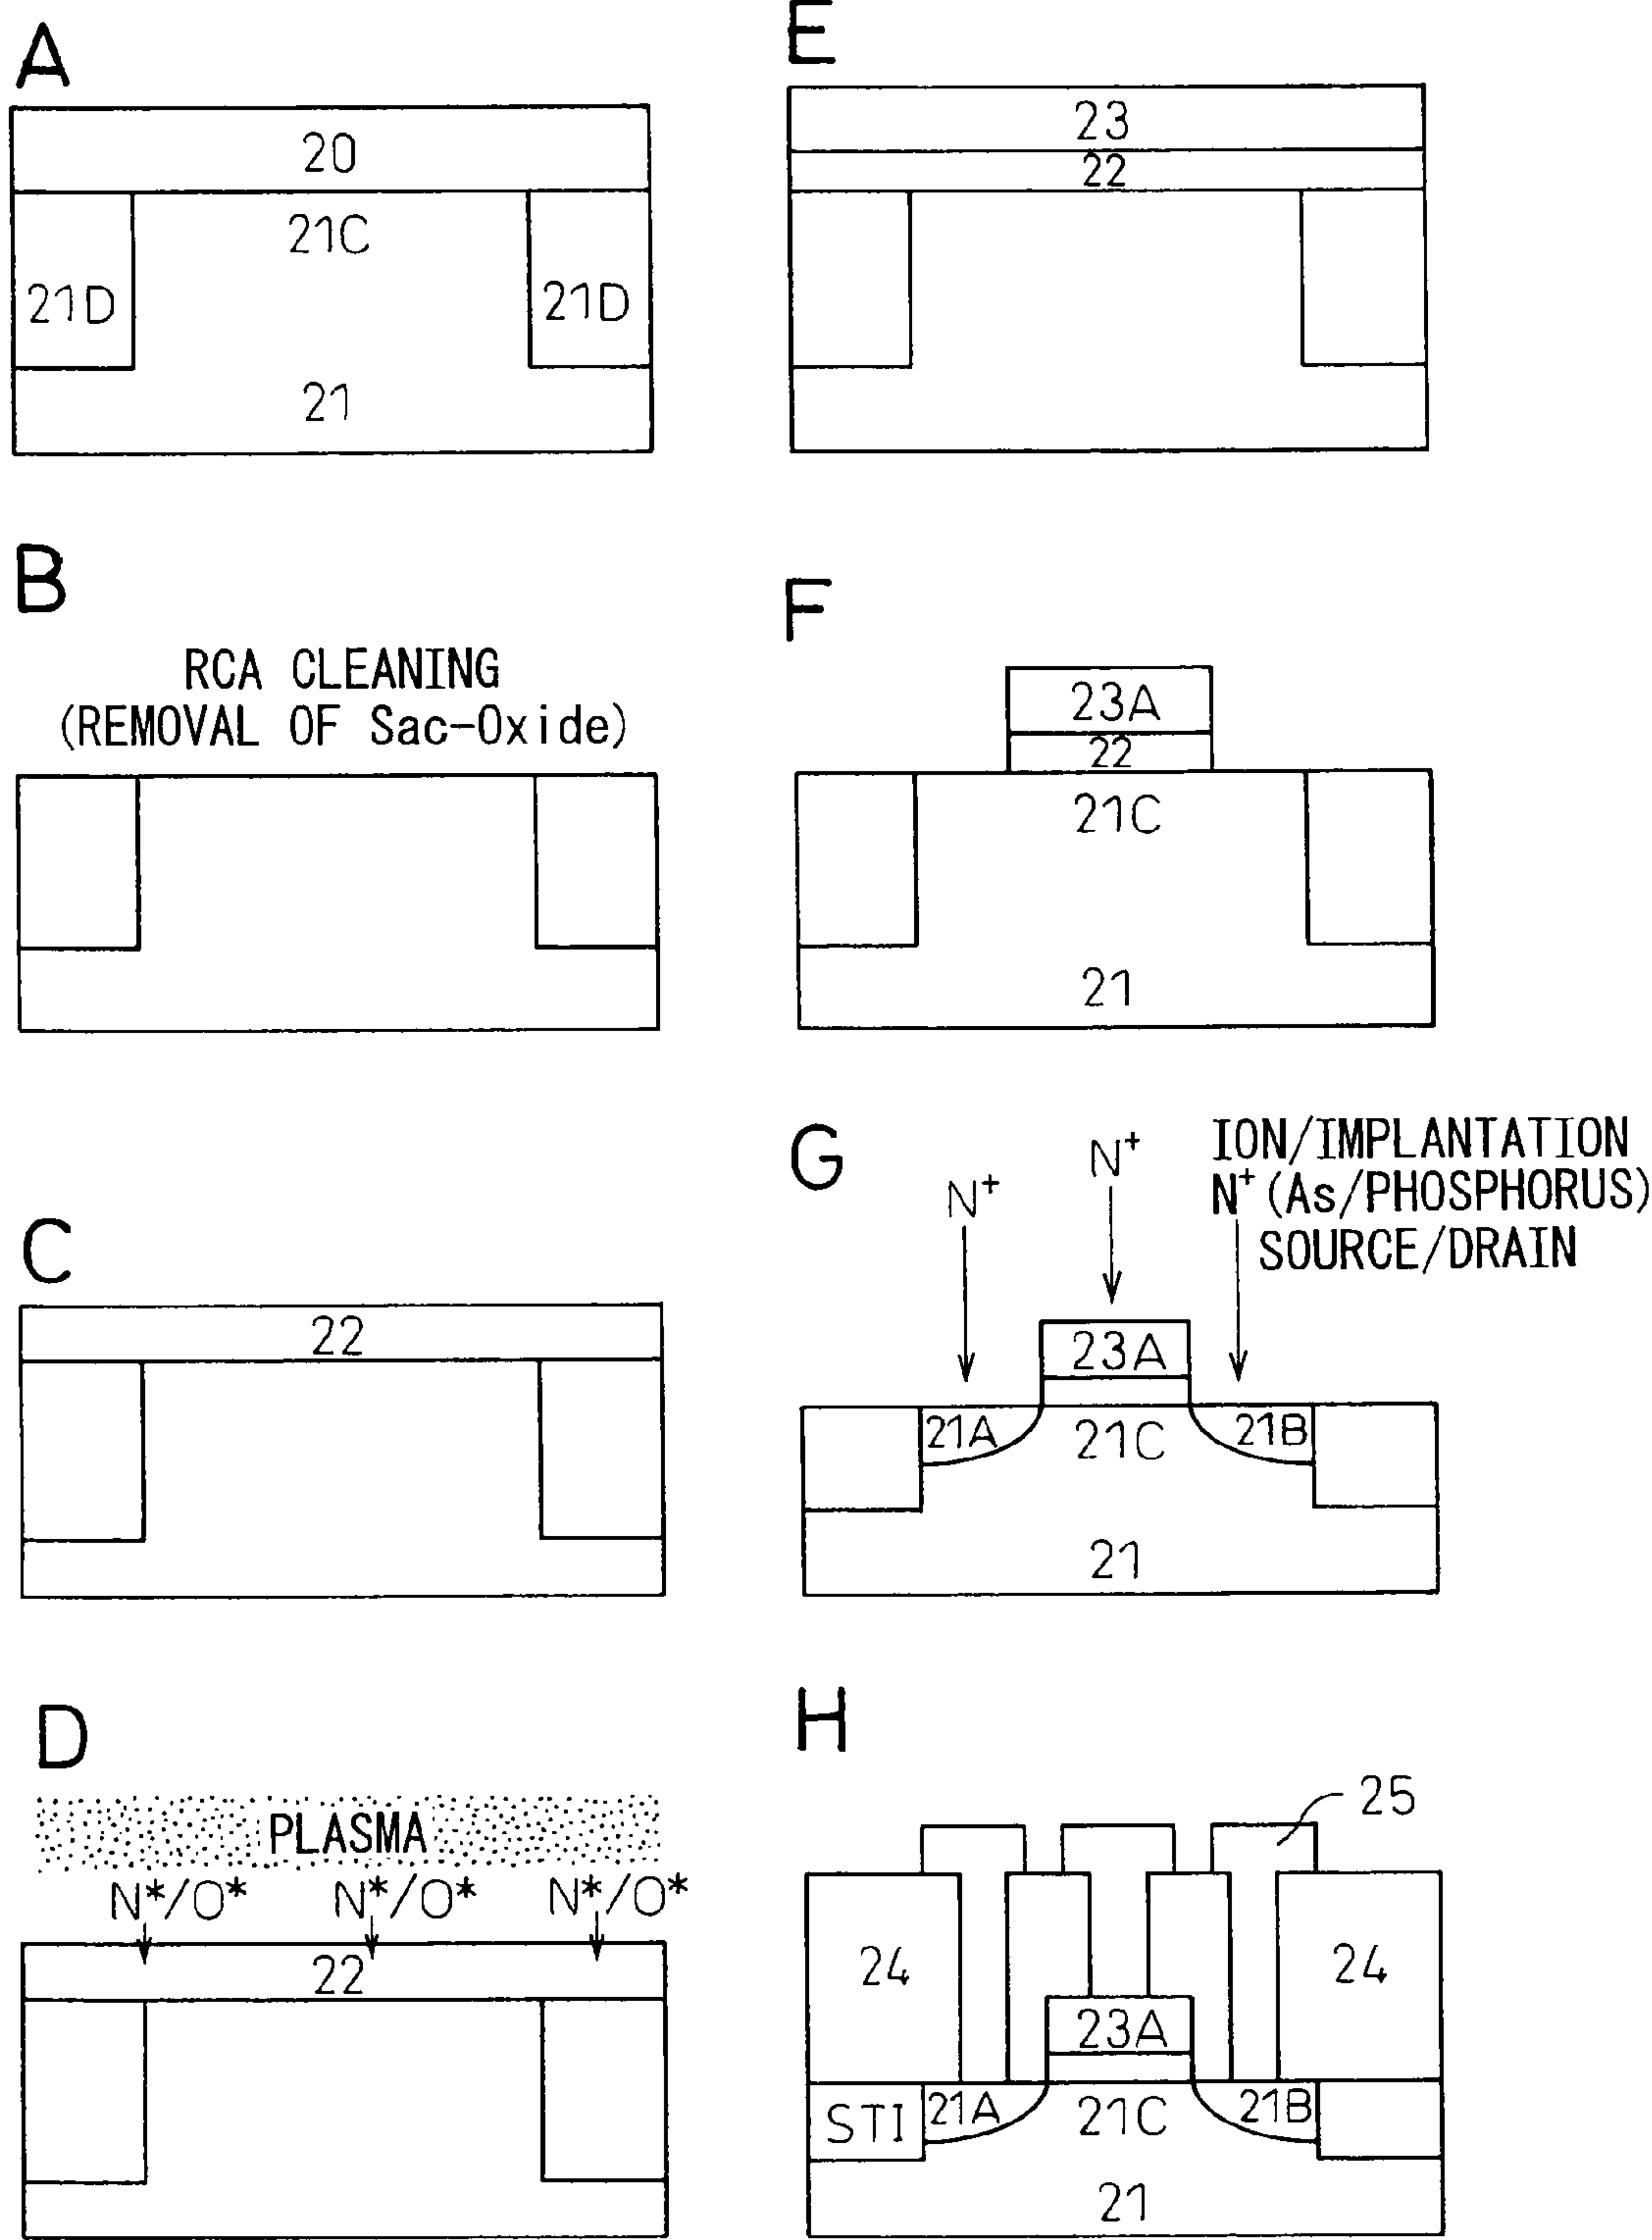 A
20
21C
21D
21D
21
B
RCA CLEANING
(REMOVAL OF Sac-Oxide)
C
22
D
PLASMA
N*/O* N*/O* N*/O*
22
E
23
22
F
23A
22
21C
21
G
N+
N+
ION/IMPLANTATION
N+(As/PHOSPHORUS)
SOURCE/DRAIN
23A
21A
21C
21B
21
H
25
24
24
23A
STI
21A
21C
21B
21